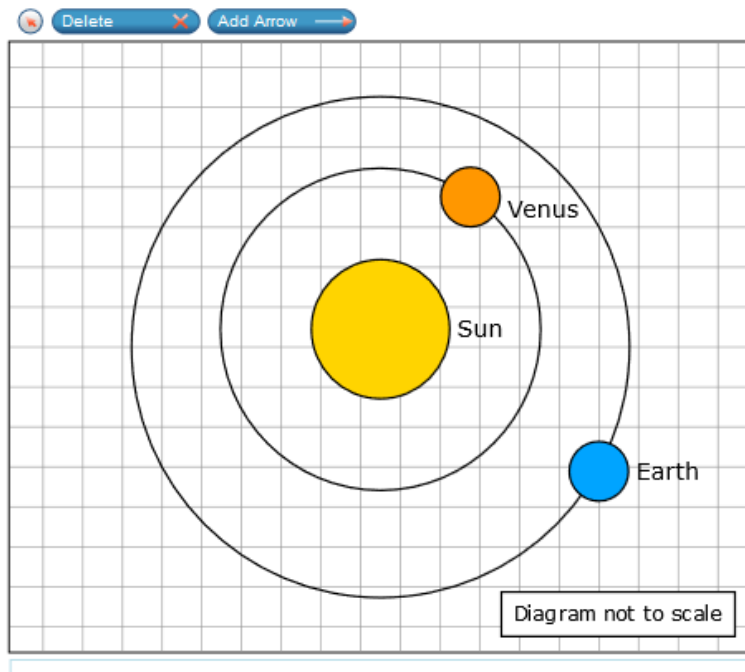 Delete
Add Arrow
Venus
Sun
Earth
Diagram not to scale